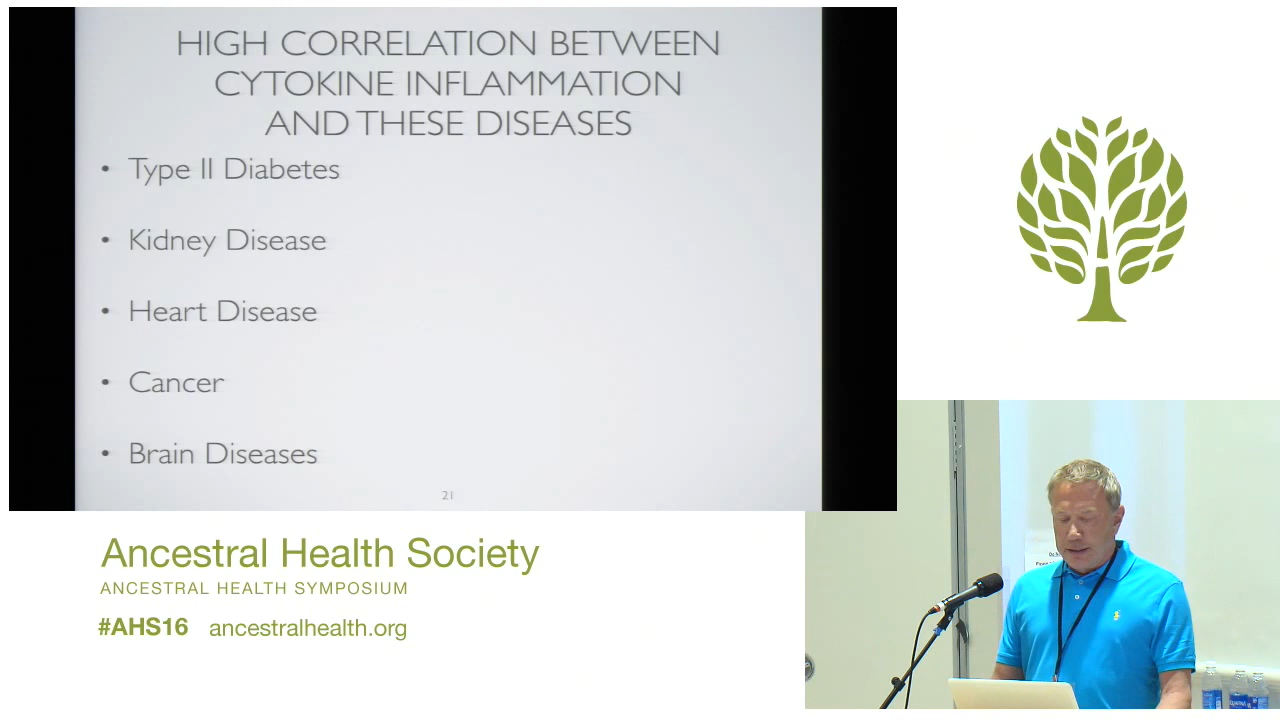 HIGH CORRELATION BETWEEN
CYTOKINE INFLAMMATION
AND THESE DISEASES
• Type II Diabetes
• Kidney Disease
• Heart Disease
• Cancer
• Brain Diseases
21
Ancestral Health Society
ANCESTRAL HEALTH SYMPOSIUM
#AHS16 ancestralhealth.org